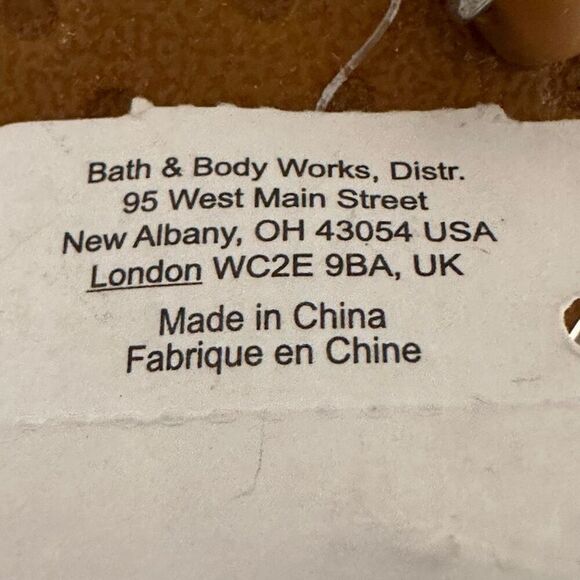 Bath & Body Works, Distr.
95 West Main Street
New Albany, OH 43054 USA
London WC2E 9BA, UK
Made in China
Fabrique en Chine